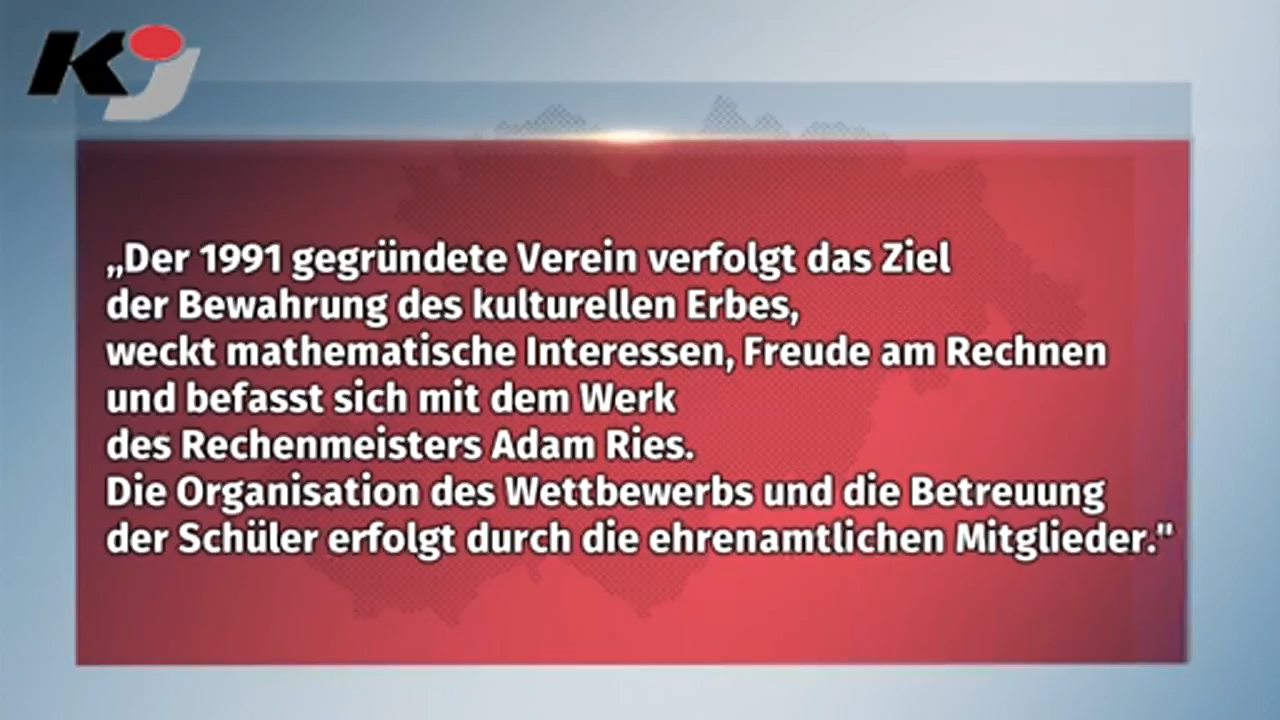 KJ
„Der 1991 gegründete Verein verfolgt das Ziel
der Bewahrung des kulturellen Erbes,
weckt mathematische Interessen, Freude am Rechnen
und befasst sich mit dem Werk
des Rechenmeisters Adam Ries.
Die Organisation des Wettbewerbs und die Betreuung
der Schüler erfolgt durch die ehrenamtlichen Mitglieder."